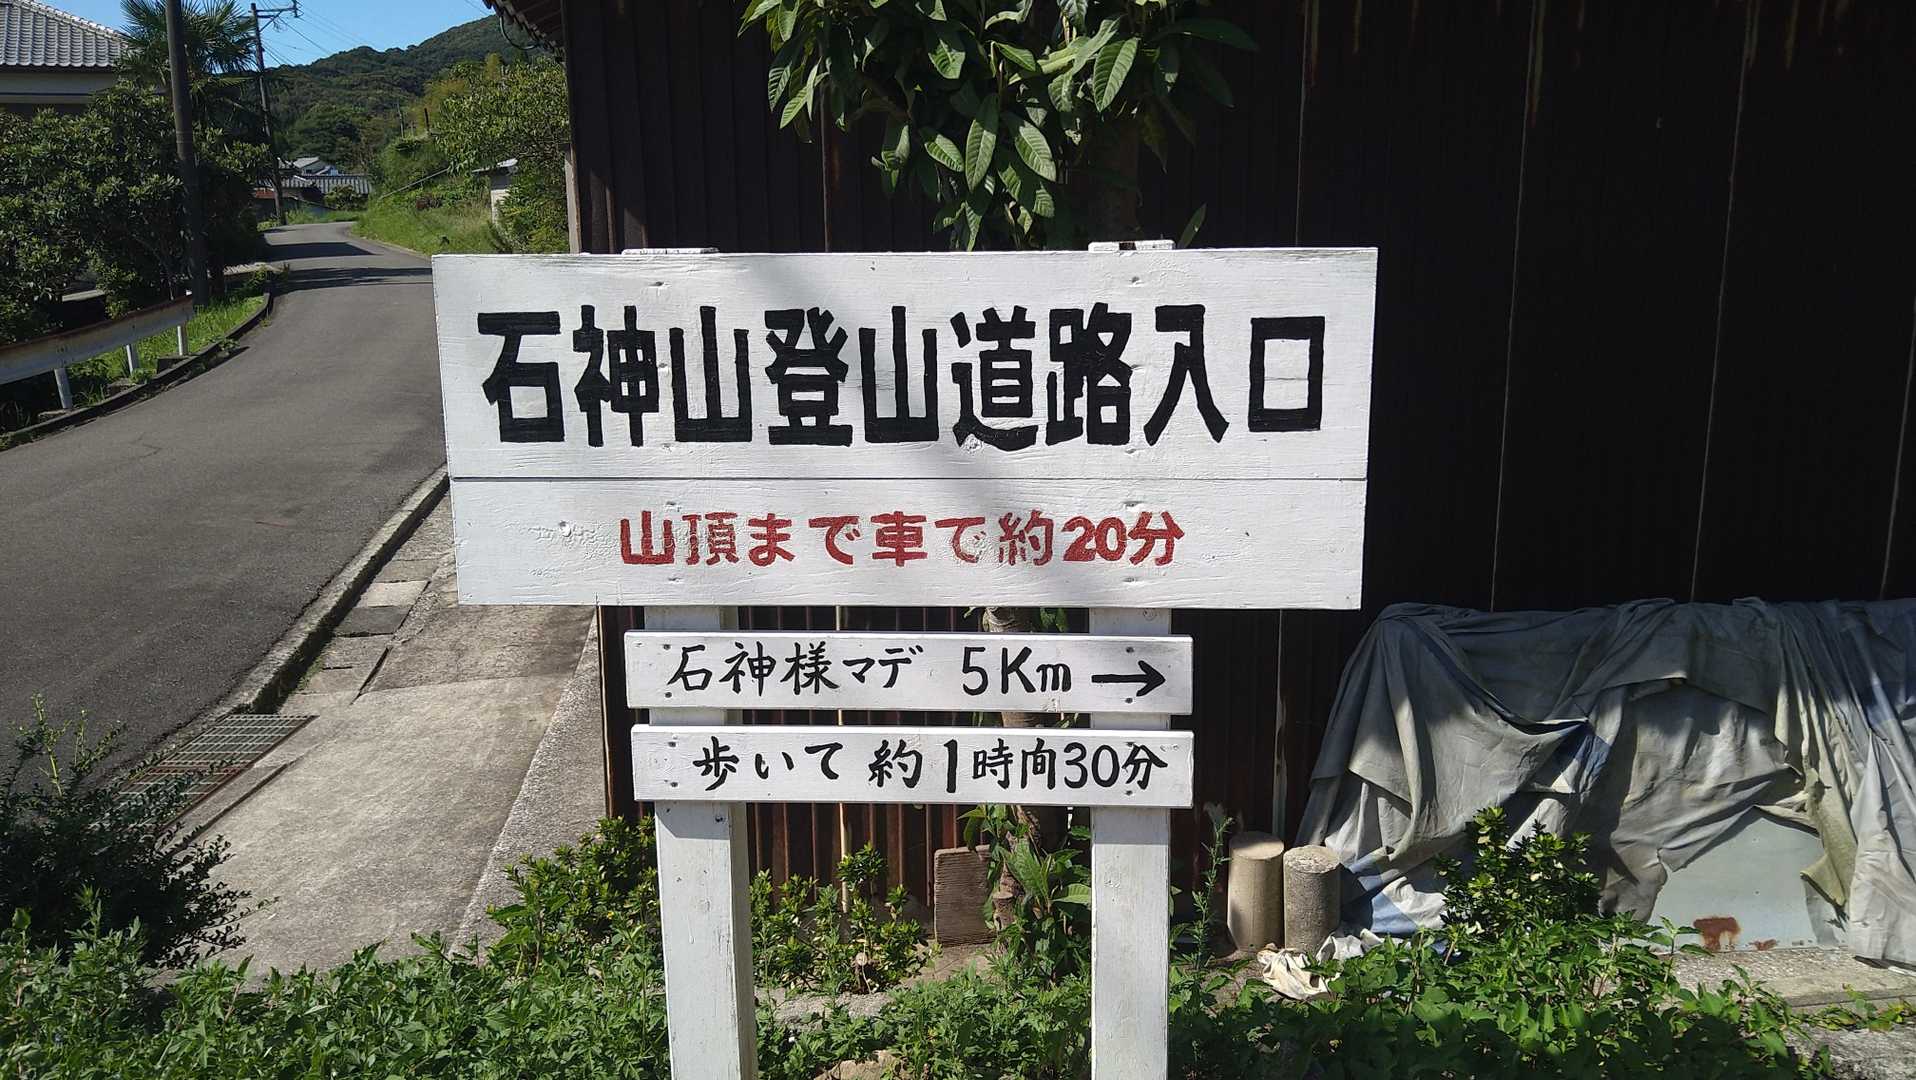 石神山登山道路入口
山頂まで車で約20分
石神様マデ 5Km →
歩いて 約1時間30分